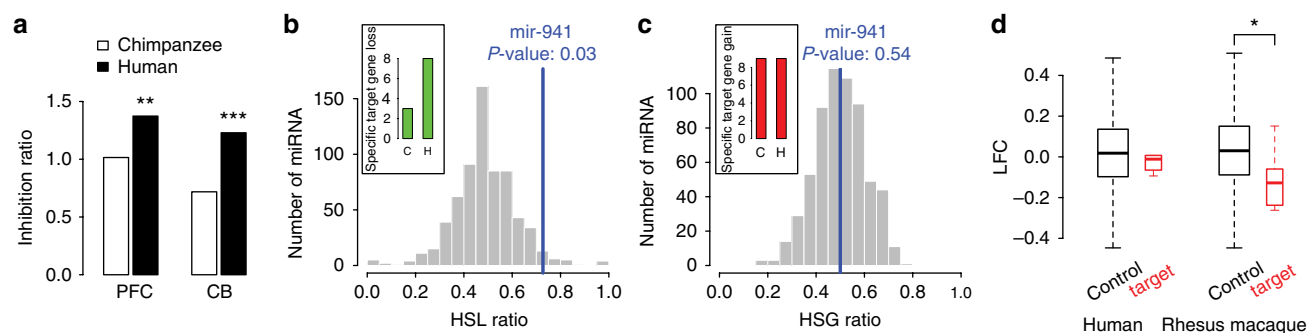 a
Chimpanzee
Human
Inhibition ratio
1.5
1.0
0.5
0.0
**
***
PFC
CB
b
Number of miRNA
150
100
50
0
Specific target gene loss
8
6
4
2
0
C H
mir-941
P-value: 0.03
0.0 0.2 0.4 0.6 0.8 1.0
HSL ratio
c
Number of miRNA
100
80
60
40
20
0
Specific target gene gain
8
6
4
2
0
C H
mir-941
P-value: 0.54
0.0 0.2 0.4 0.6 0.8 1.0
HSG ratio
d
*
LFC
0.4
0.2
0.0
−0.2
−0.4
Control
target
Control
target
Human
Rhesus macaque